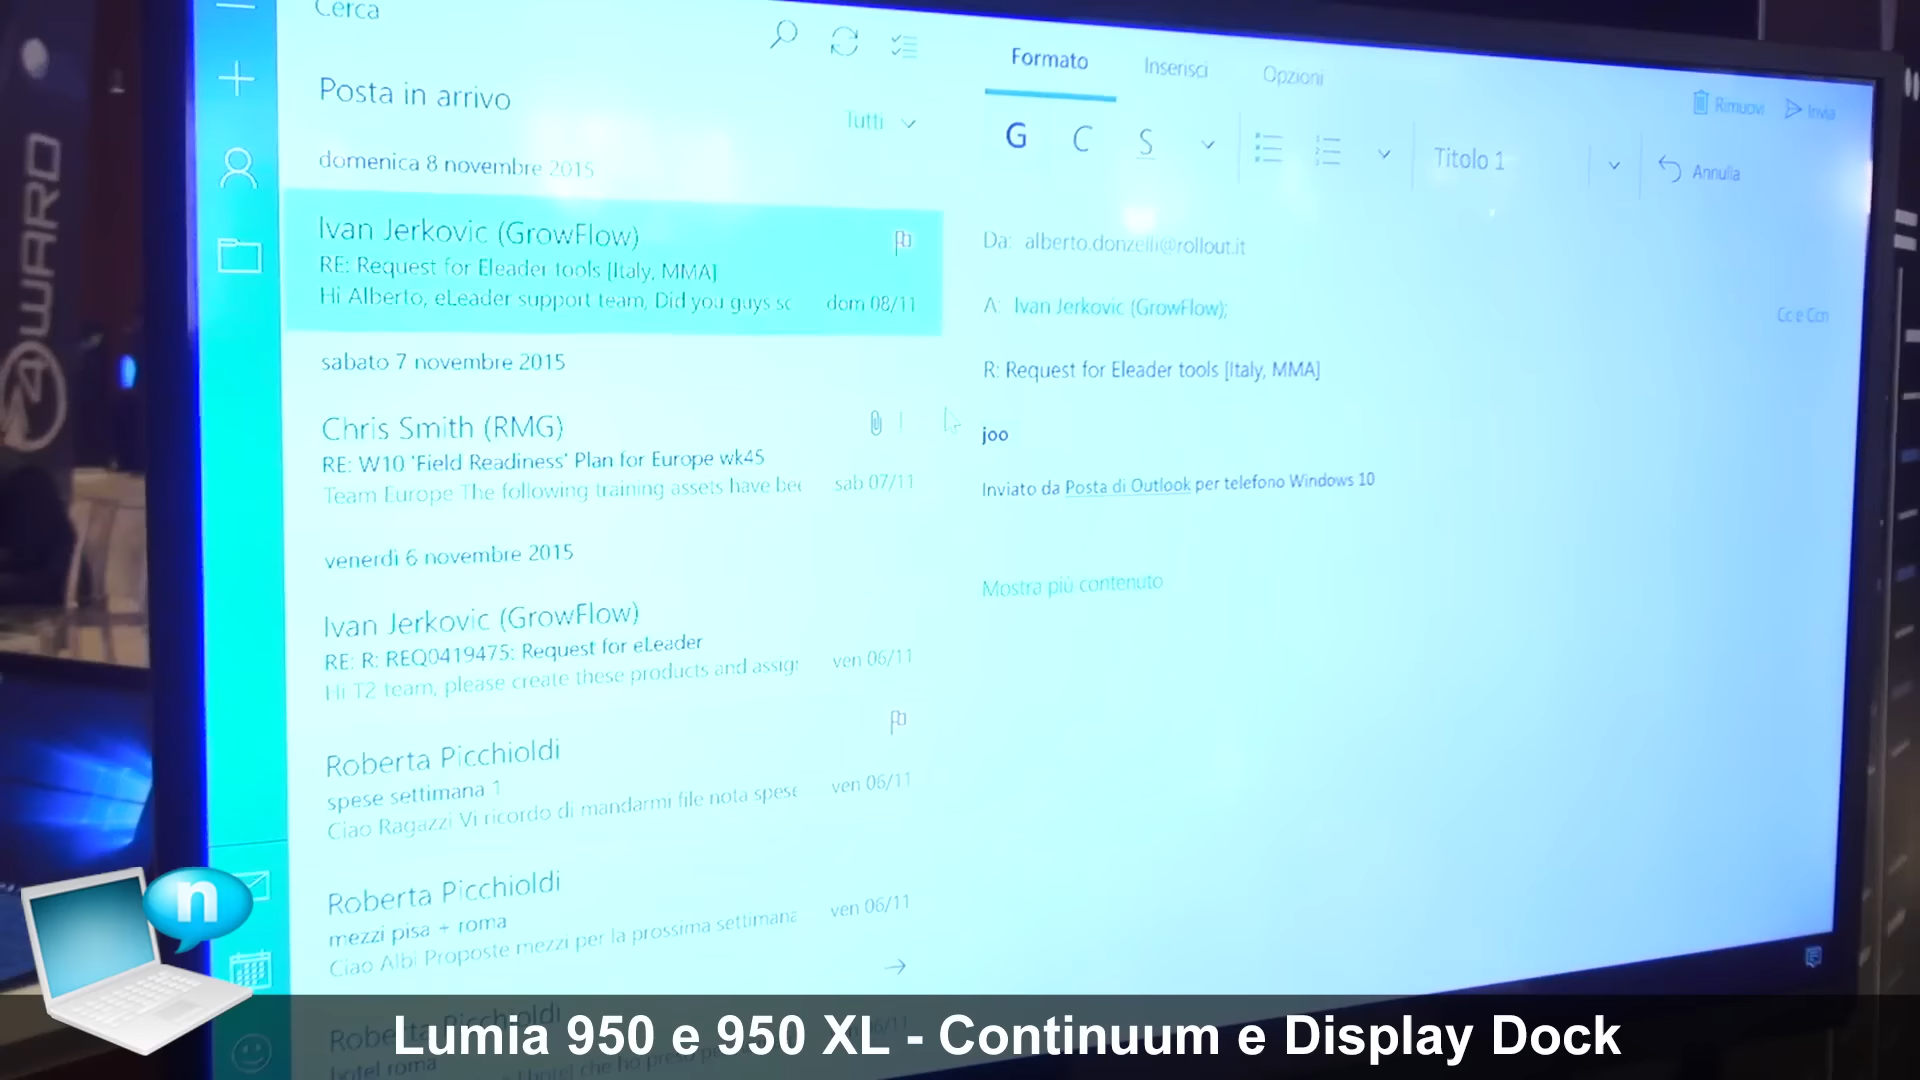 4WARD
Cerca
Posta in arrivo
Tutti
domenica 8 novembre 2015
Ivan Jerkovic (GrowFlow)
RE: Request for Eleader tools [Italy, MMA]
Hi Alberto, eLeader support team, Did you guys sc
dom 08/11
sabato 7 novembre 2015
Chris Smith (RMG)
RE: W10 'Field Readiness' Plan for Europe wk45
Team Europe The following training assets have bee
sab 07/11
venerdì 6 novembre 2015
Ivan Jerkovic (GrowFlow)
RE: R: REQ0419475: Request for eLeader
Hi T2 team, please create these products and assig
ven 06/11
Roberta Picchioldi
spese settimana 1
Ciao Ragazzi Vi ricordo di mandarmi file nota spese
ven 06/11
Roberta Picchioldi
mezzi pisa + roma
Ciao Albi Proposte mezzi per la prossima settimana
ven 06/11
Roberta Picchioldi
hotel roma
Formato Inserisci Opzioni
Rimuovi Invia
G C S
Titolo 1
Annulla
Da: alberto.donzelli@rollout.it
A: Ivan Jerkovic (GrowFlow);
Cc e Ccn
R: Request for Eleader tools [Italy, MMA]
joo
Inviato da Posta di Outlook per telefono Windows 10
Mostra più contenuto
n
Lumia 950 e 950 XL - Continuum e Display Dock